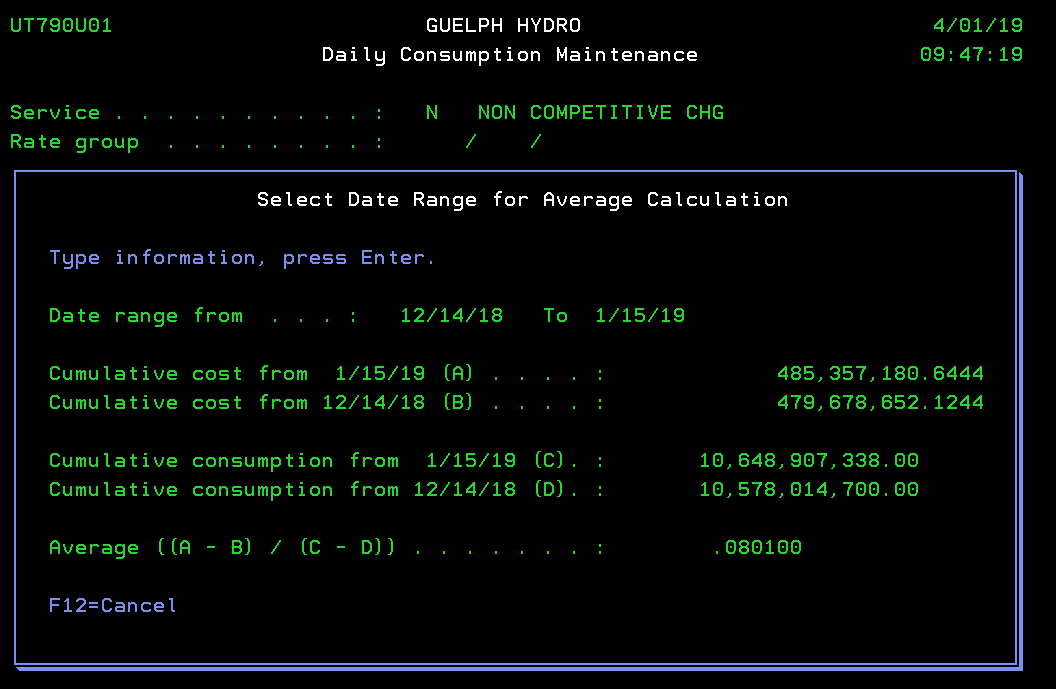 UT790U01 GUELPH HYDRO 4/01/19
Daily Consumption Maintenance 09:47:19
Service . . . . . . . . . . : N NON COMPETITIVE CHG
Rate group . . . . . . . . : / /
Select Date Range for Average Calculation
Type information, press Enter.
Date range from . . . : 12/14/18 To 1/15/19
Cumulative cost from 1/15/19 (A) . . . . : 485,357,180.6444
Cumulative cost from 12/14/18 (B) . . . . : 479,678,652.1244
Cumulative consumption from 1/15/19 (C). : 10,648,907,338.00
Cumulative consumption from 12/14/18 (D). : 10,578,014,700.00
Average ((A - B) / (C - D)) . . . . . . . : .080100
F12=Cancel